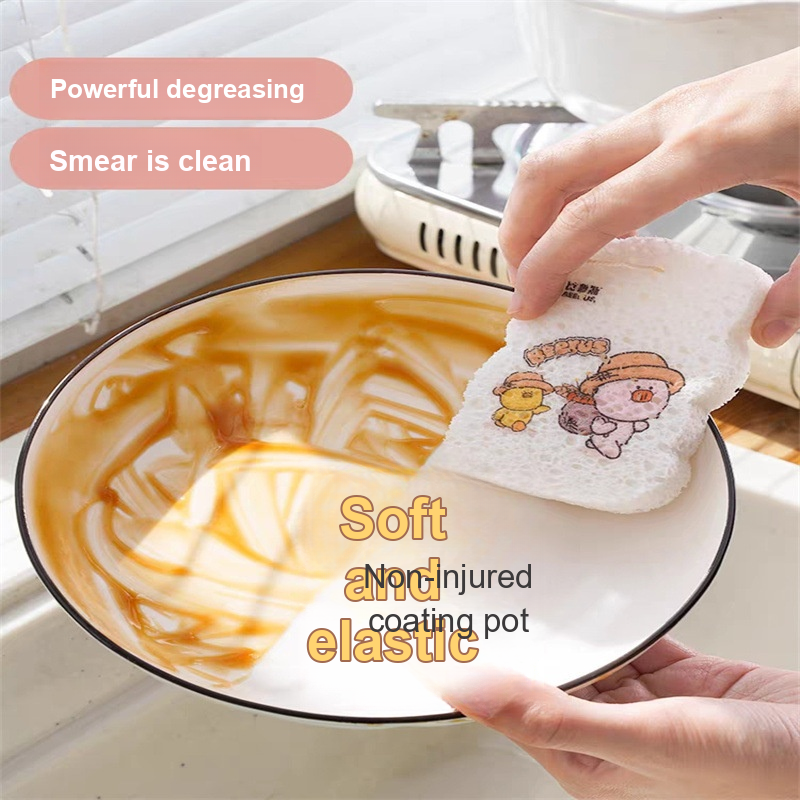 Powerful degreasing
Smear is clean
Soft
and
elastic
Non-injured
coating pot